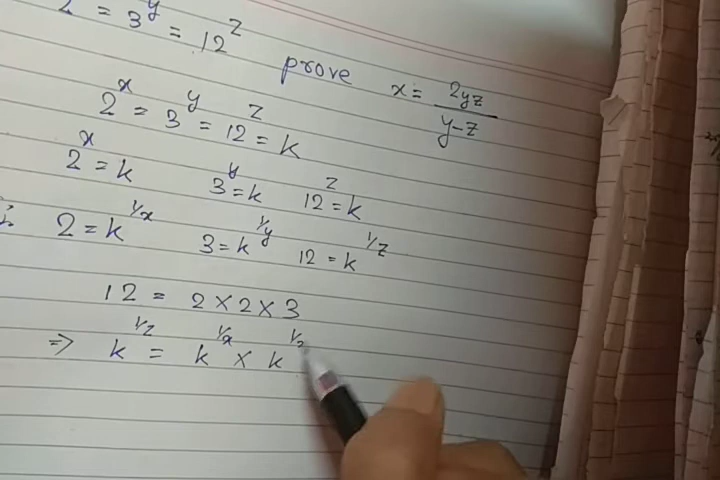 2 = 3^y = 12^z
prove x = 2yz/(y-z)
2^x = 3^y = 12^z = k
2^x = k 3^y = k 12^z = k
∴ 2 = k^(1/x) 3 = k^(1/y) 12 = k^(1/z)
12 = 2 × 2 × 3
⇒ k^(1/z) = k^(1/x) × k